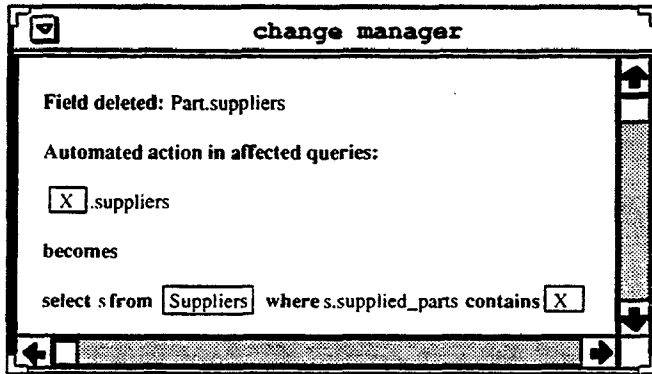 change manager
Field deleted: Part.suppliers
Automated action in affected queries:
X .suppliers
becomes
select s from Suppliers where s.supplied_parts contains X